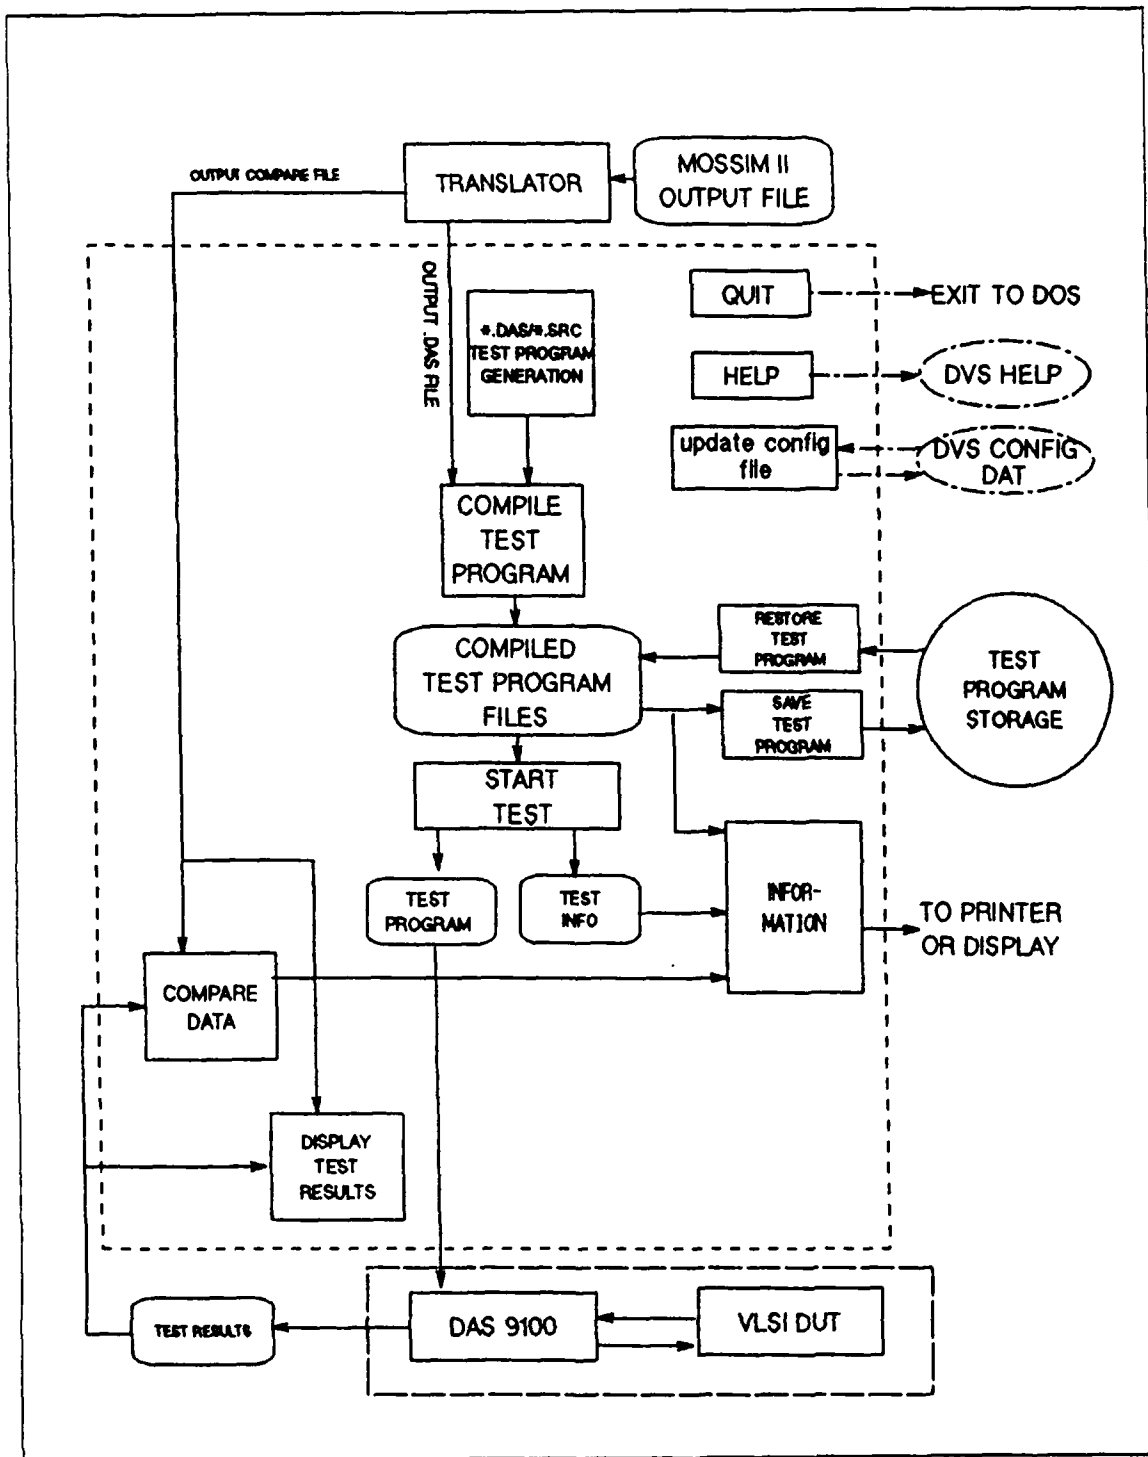 OUTPUT COMPARE FILE
TRANSLATOR
MOSSIM II
OUTPUT FILE
OUTPUT .DAS FILE
*.DAS/*.SRC
TEST PROGRAM
GENERATION
QUIT
EXIT TO DOS
HELP
DVS HELP
update config
file
DVS CONFIG
DAT
COMPILE
TEST
PROGRAM
COMPILED
TEST PROGRAM
FILES
RESTORE
TEST
PROGRAM
SAVE
TEST
PROGRAM
TEST
PROGRAM
STORAGE
START
TEST
TEST
PROGRAM
TEST
INFO
INFOR-
MATION
TO PRINTER
OR DISPLAY
COMPARE
DATA
DISPLAY
TEST
RESULTS
TEST RESULTS
DAS 9100
VLSI DUT